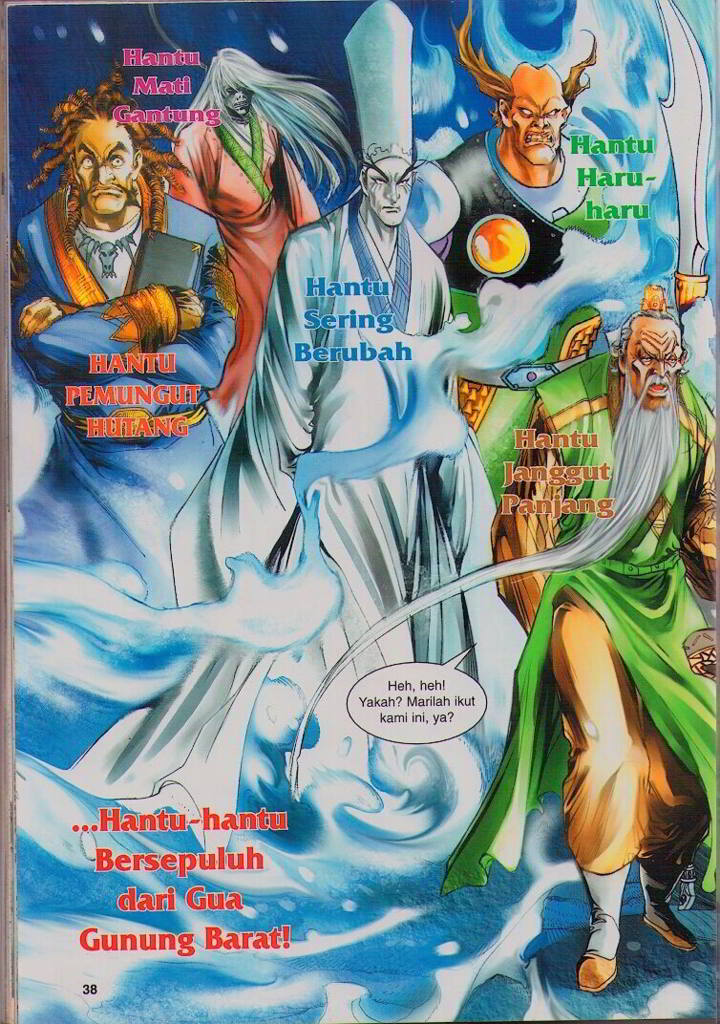 Hantu
Mati
Gantung
Hantu
Haru-
haru
Hantu
Sering
Berubah
HANTU
PEMUNGUT
HUTANG
Hantu
Janggut
Panjang
Heh, heh!
Yakah? Marilah ikut
kami ini, ya?
...Hantu-hantu
Bersepuluh
dari Gua
Gunung Barat!
38